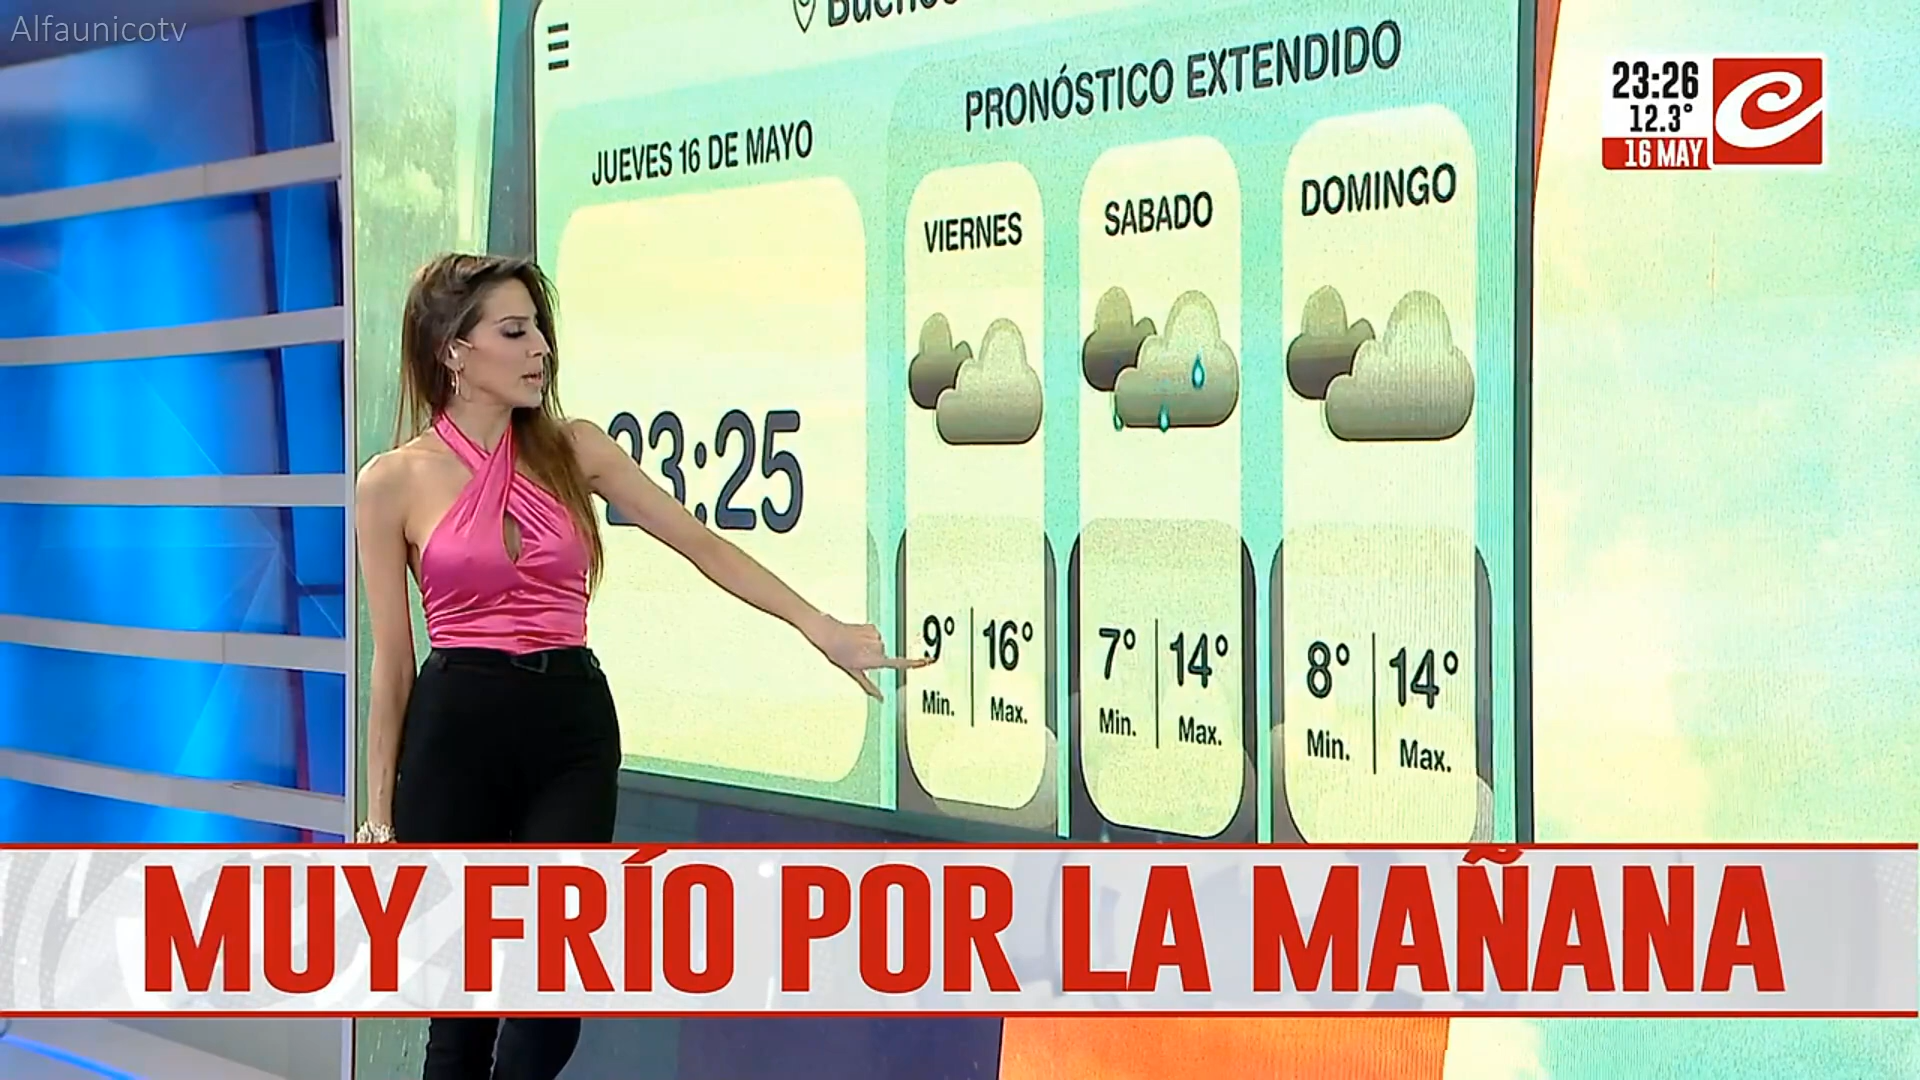 Alfaunicotv
23:26
12.3°
16 MAY
JUEVES 16 DE MAYO
23:25
PRONÓSTICO EXTENDIDO
VIERNES
9° 16°
Min. Max.
SABADO
7° 14°
Min. Max.
DOMINGO
8° 14°
Min. Max.
MUY FRÍO POR LA MAÑANA